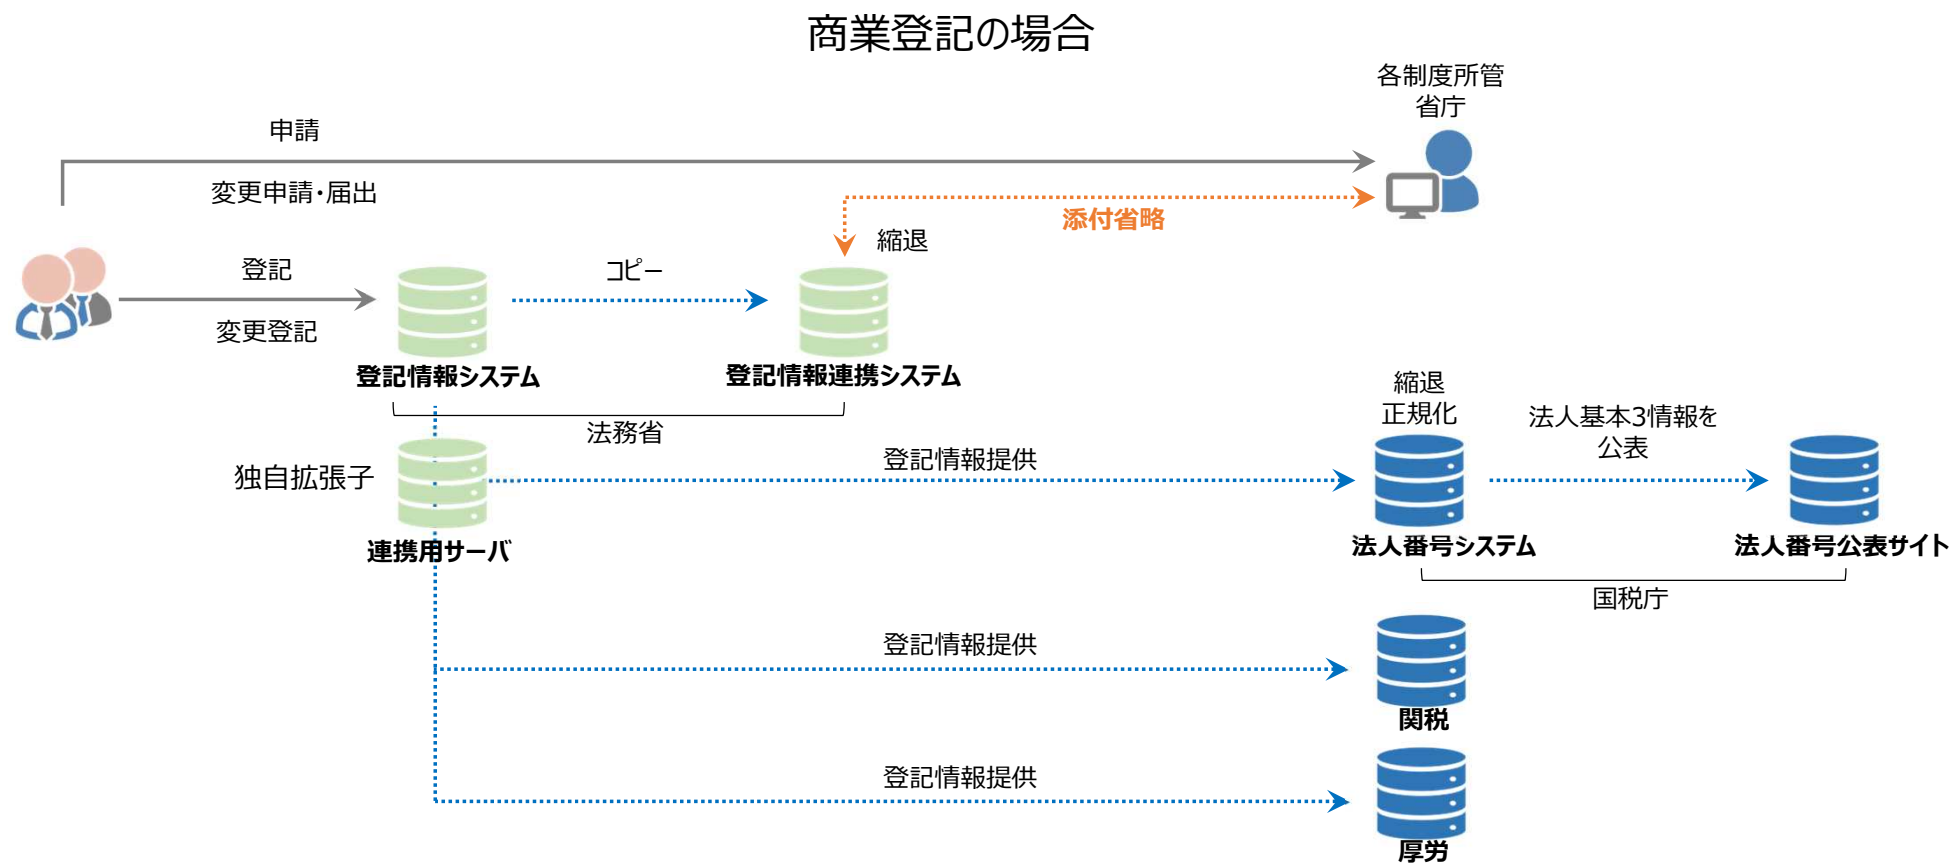 商業登記の場合
各制度所管
省庁
申請
変更申請・届出
添付省略
縮退
登記
コピー
変更登記
登記情報システム
登記情報連携システム
法務省
縮退
正規化
法人基本3情報を
公表
独自拡張子
登記情報提供
連携用サーバ
法人番号システム
法人番号公表サイト
国税庁
登記情報提供
関税
登記情報提供
厚労